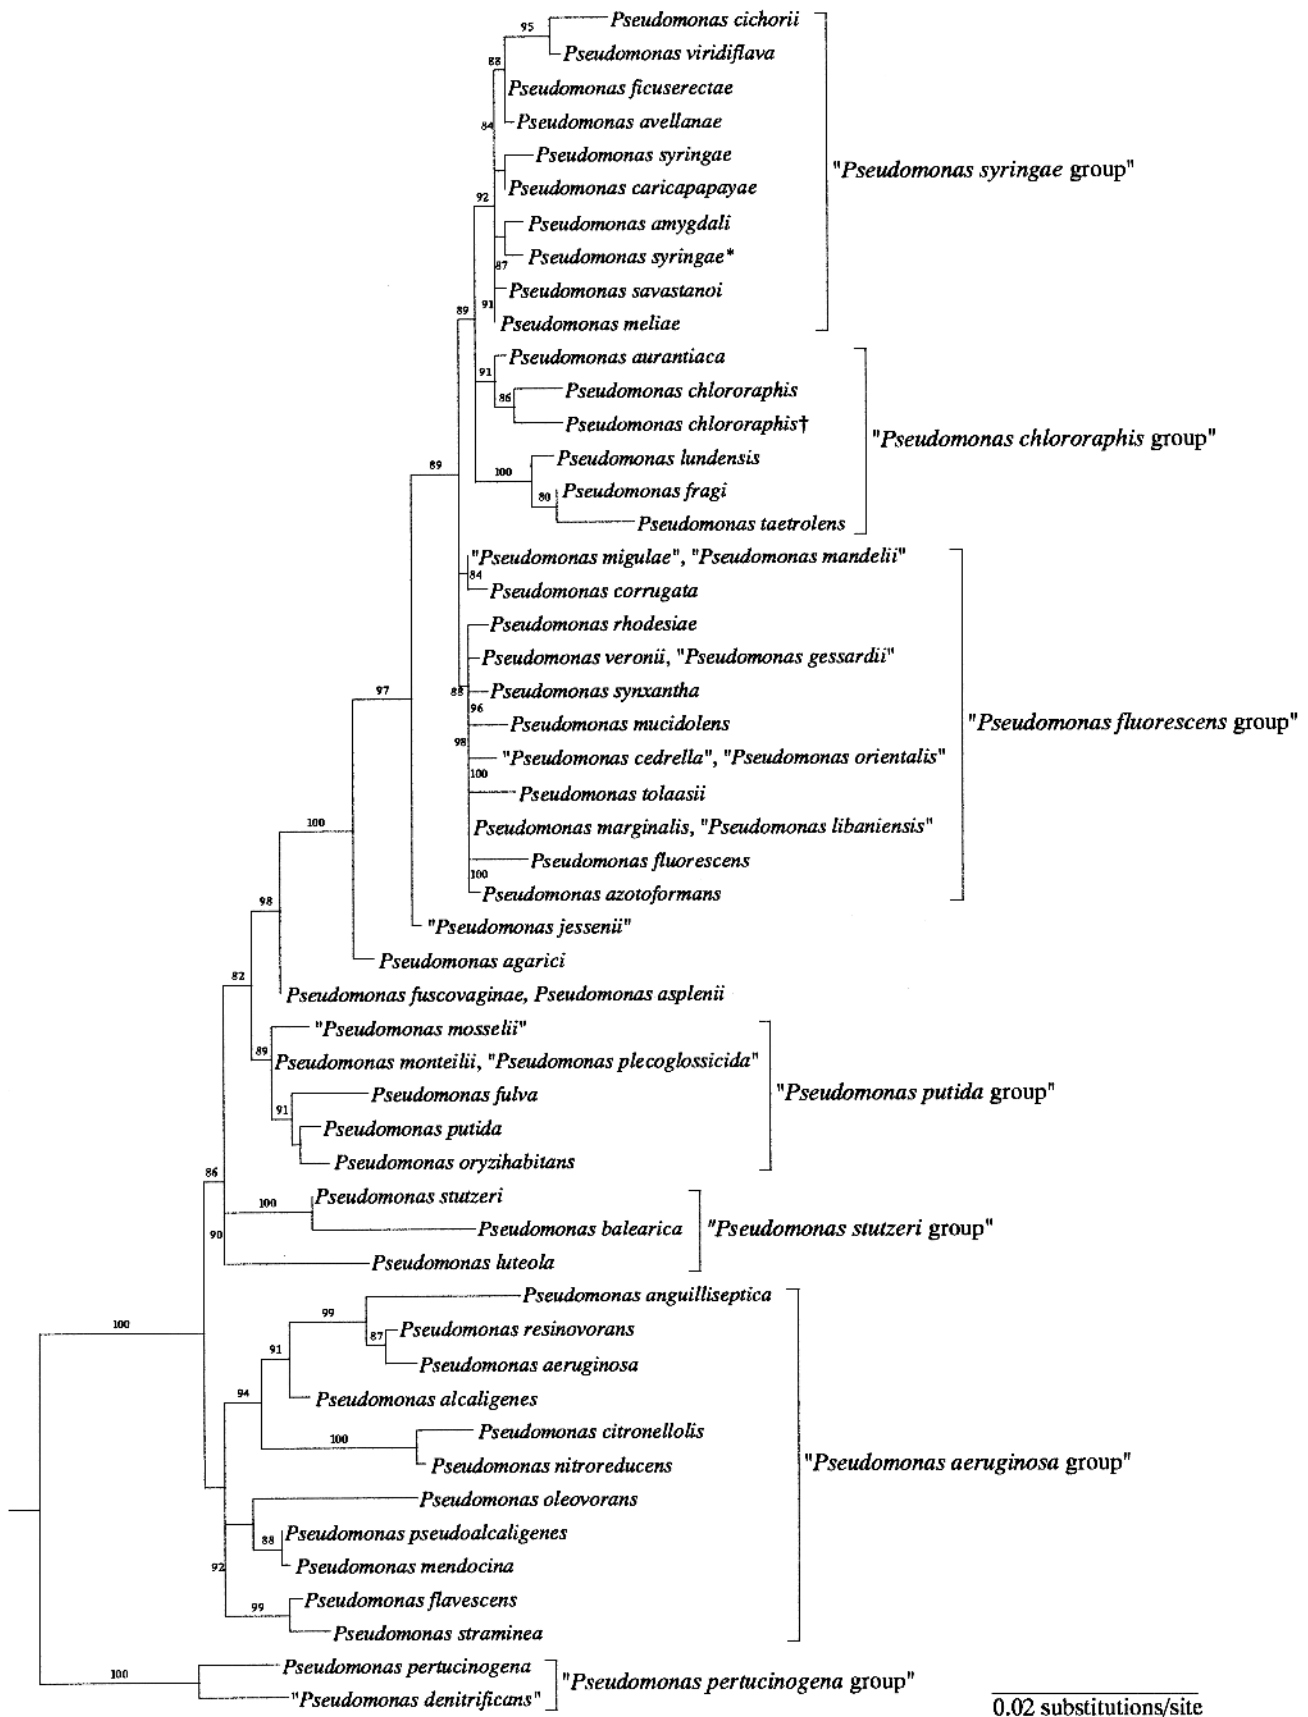 95
Pseudomonas cichorii
Pseudomonas viridiflava
88
Pseudomonas ficuserectae
Pseudomonas avellanae
84
Pseudomonas syringae
"Pseudomonas syringae group"
Pseudomonas caricapapayae
92
Pseudomonas amygdali
Pseudomonas syringae*
87
Pseudomonas savastanoi
91
89
Pseudomonas meliae
Pseudomonas aurantiaca
91
Pseudomonas chlororaphis
86
Pseudomonas chlororaphis†
"Pseudomonas chlororaphis group"
Pseudomonas lundensis
89
100
Pseudomonas fragi
80
Pseudomonas taetrolens
"Pseudomonas migulae", "Pseudomonas mandelii"
84
Pseudomonas corrugata
Pseudomonas rhodesiae
Pseudomonas veronii, "Pseudomonas gessardii"
97
88
Pseudomonas synxantha
96
Pseudomonas mucidolens
"Pseudomonas fluorescens group"
98
"Pseudomonas cedrella", "Pseudomonas orientalis"
100
Pseudomonas tolaasii
100
Pseudomonas marginalis, "Pseudomonas libaniensis"
Pseudomonas fluorescens
100
Pseudomonas azotoformans
98
"Pseudomonas jessenii"
Pseudomonas agarici
82
Pseudomonas fuscovaginae, Pseudomonas asplenii
"Pseudomonas mosselii"
89
Pseudomonas monteilii, "Pseudomonas plecoglossicida"
Pseudomonas fulva
"Pseudomonas putida group"
91
Pseudomonas putida
Pseudomonas oryzihabitans
86
Pseudomonas stutzeri
100
Pseudomonas balearica
"Pseudomonas stutzeri group"
90
Pseudomonas luteola
Pseudomonas anguilliseptica
99
100
Pseudomonas resinovorans
87
91
Pseudomonas aeruginosa
94
Pseudomonas alcaligenes
Pseudomonas citronellolis
100
Pseudomonas nitroreducens
"Pseudomonas aeruginosa group"
Pseudomonas oleovorans
Pseudomonas pseudoalcaligenes
88
Pseudomonas mendocina
92
Pseudomonas flavescens
99
Pseudomonas straminea
Pseudomonas pertucinogena
100
"Pseudomonas pertucinogena group"
"Pseudomonas denitrificans"
0.02 substitutions/site